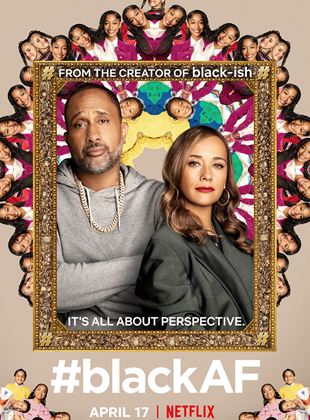 FROM THE CREATOR OF black-ish
IT'S ALL ABOUT PERSPECTIVE.
#blackAF
APRIL 17 | NETFLIX